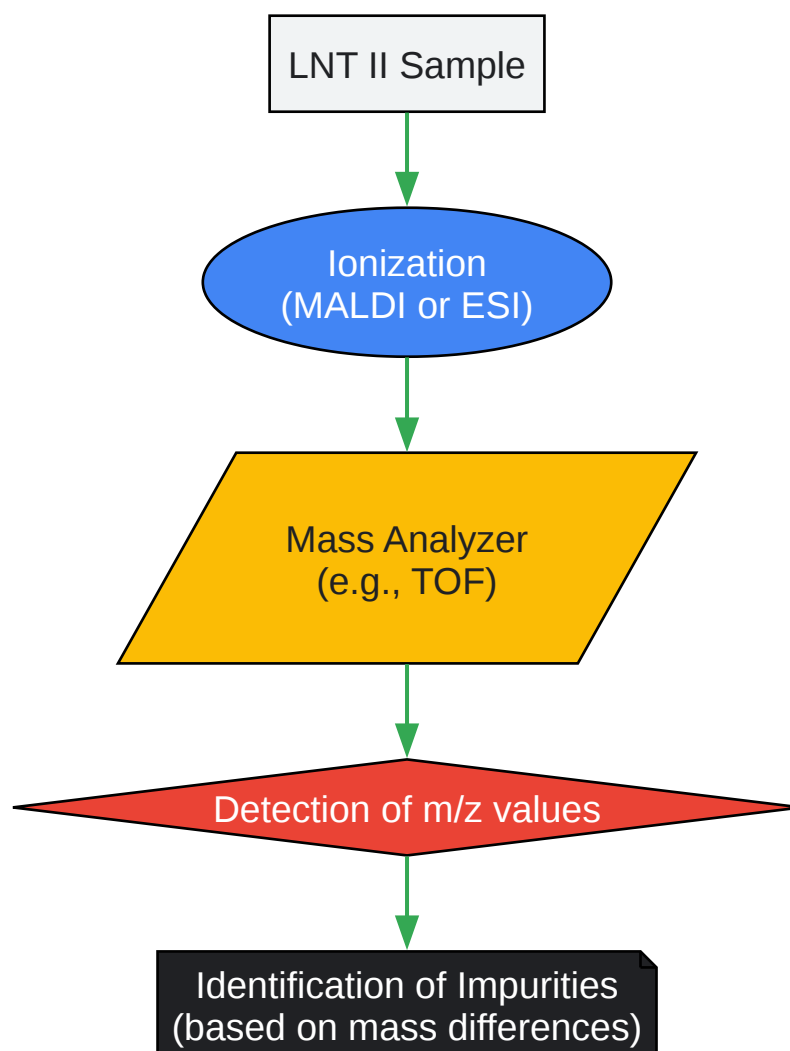 LNT II Sample
Ionization
(MALDI or ESI)
Mass Analyzer
(e.g., TOF)
Detection of m/z values
Identification of Impurities
(based on mass differences)